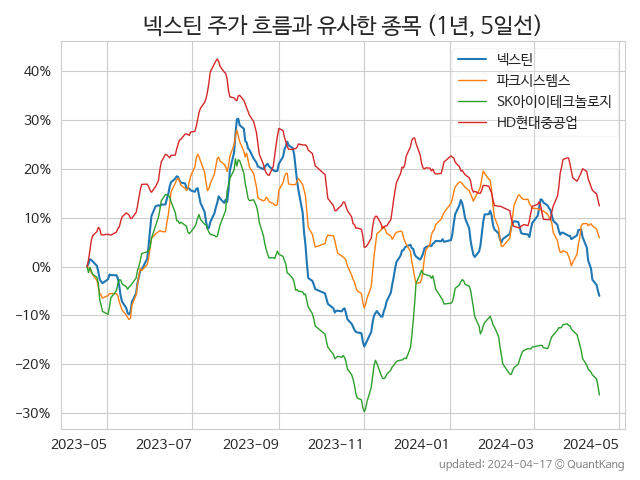 넥스틴 주가 흐름과 유사한 종목 (1년, 5일선)
넥스틴
파크시스템스
SK아이이테크놀로지
HD현대중공업
40%
30%
20%
10%
0%
−10%
−20%
−30%
2023-05 2023-07 2023-09 2023-11 2024-01 2024-03 2024-05
updated: 2024-04-17 © QuantKang